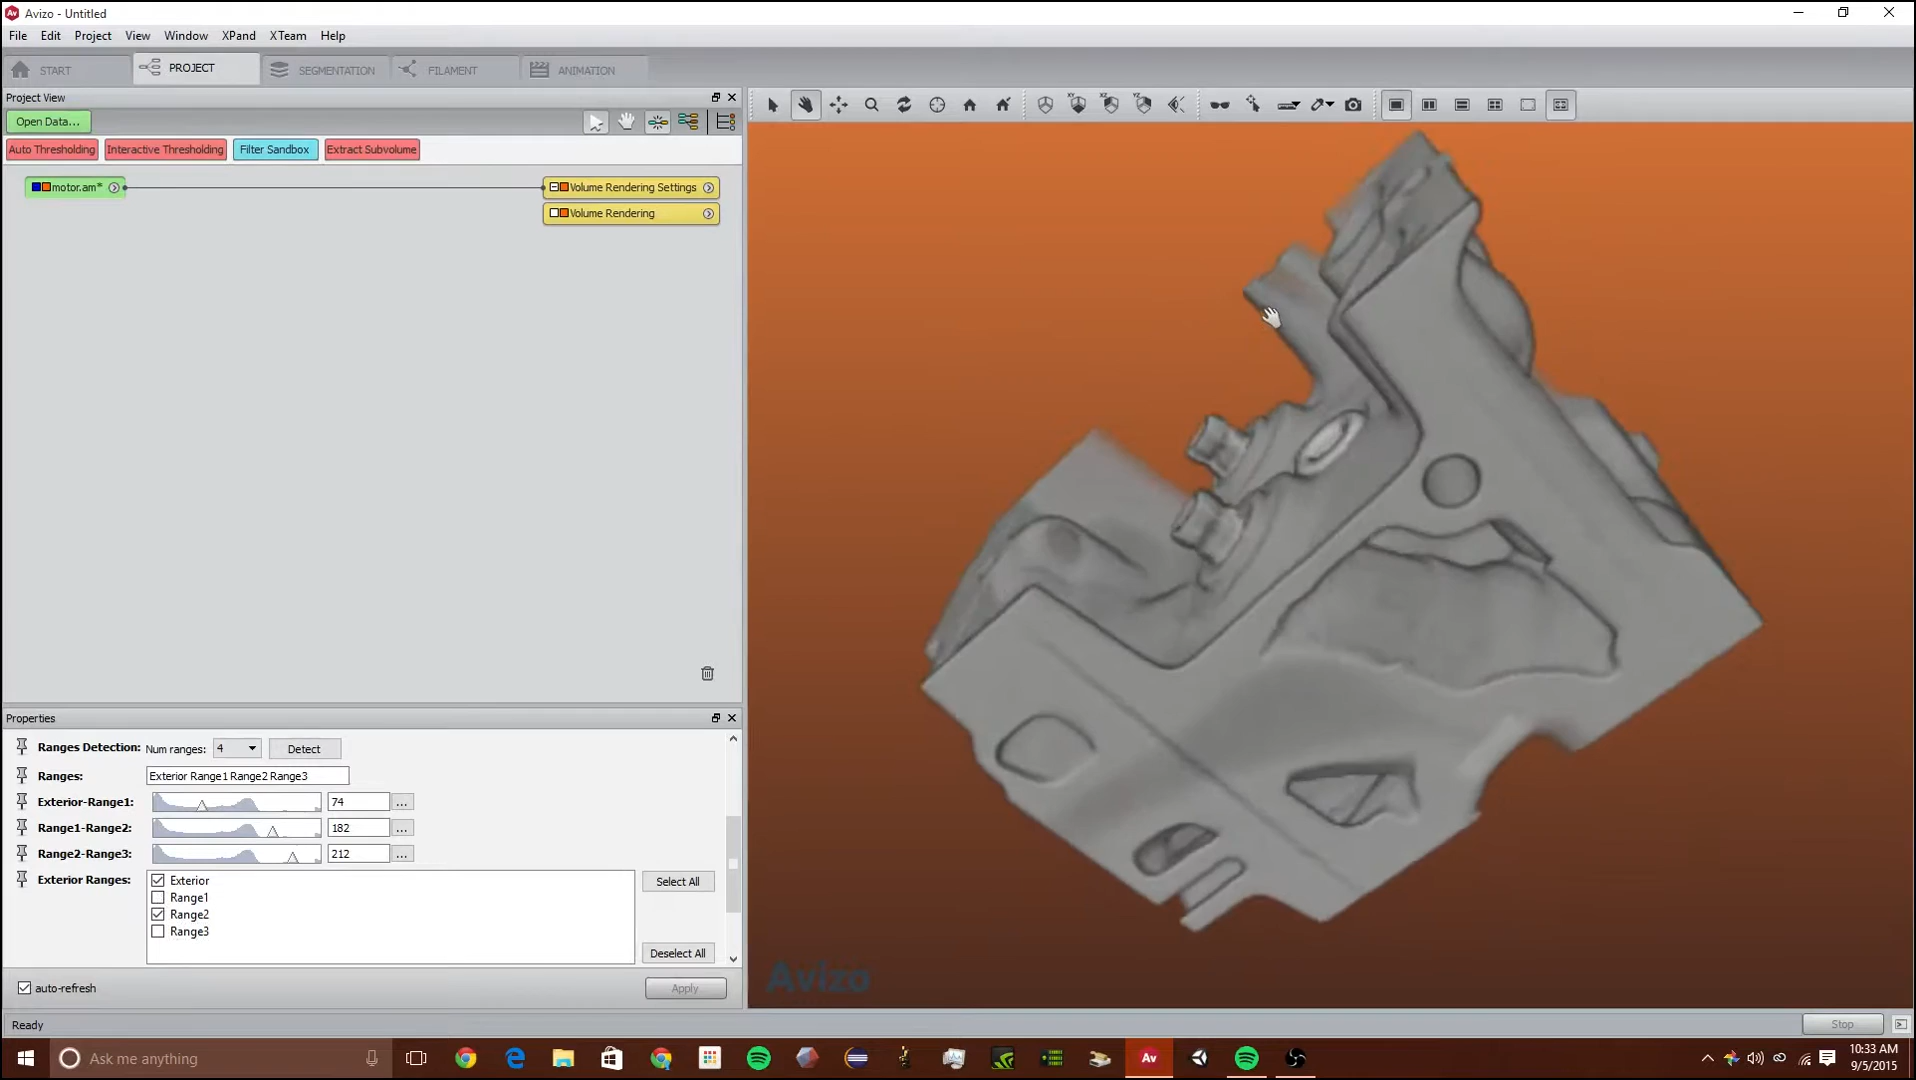 Avizo - Untitled
File Edit Project View Window XPand XTeam Help
START PROJECT SEGMENTATION FILAMENT ANIMATION
Project View
Open Data...
Auto Thresholding Interactive Thresholding Filter Sandbox Extract Subvolume
motor.am* Volume Rendering Settings
Volume Rendering
XY XZ YZ
Properties
Ranges Detection: Num ranges: 4 Detect
Ranges: Exterior Range1 Range2 Range3
Exterior-Range1: 74 ...
Range1-Range2: 182 ...
Range2-Range3: 212 ...
Exterior Ranges: Exterior Select All
Range1
Range2
Range3
Deselect All
auto-refresh Apply
Avizo
Ready Stop
Ask me anything
Av
10:33 AM
9/5/2015